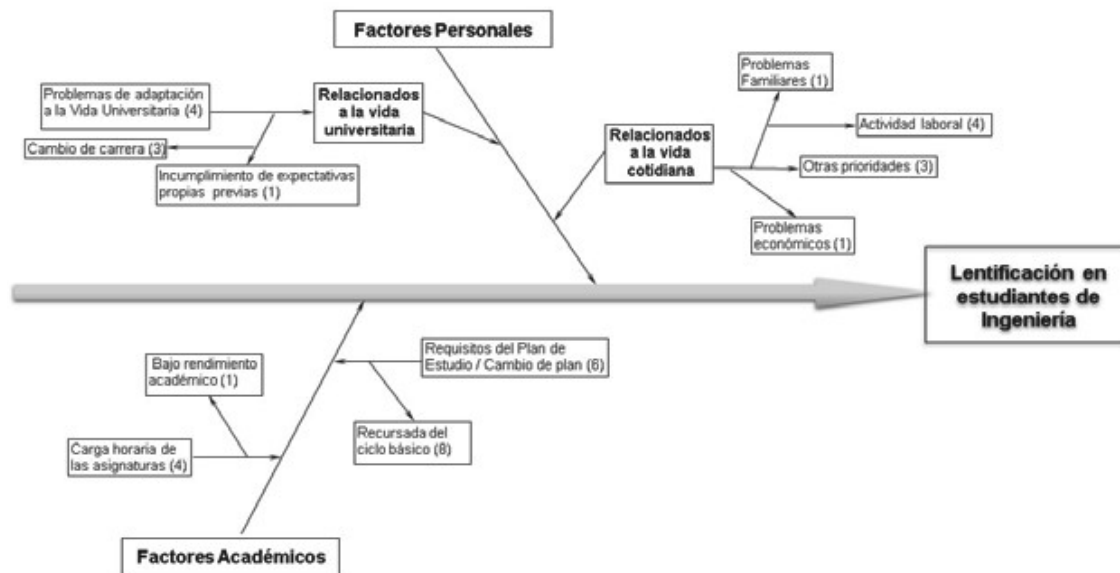 Factores Personales
Problemas de adaptación
a la Vida Universitaria (4)
Cambio de carrera (3)
Incumplimiento de expectativas
propias previas (1)
Relacionados
a la vida
universitaria
Relacionados
a la vida
cotidiana
Problemas
Familiares (1)
Actividad laboral (4)
Otras prioridades (3)
Problemas
económicos (1)
Lentificación en
estudiantes de
Ingeniería
Bajo rendimiento
académico (1)
Carga horaria de
las asignaturas (4)
Requisitos del Plan de
Estudio / Cambio de plan (6)
Recursada del
ciclo básico (8)
Factores Académicos